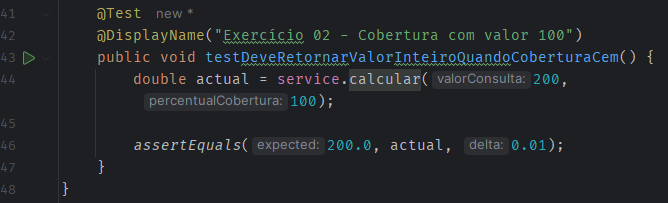 41 @Test new *
42 @DisplayName("Exercício 02 - Cobertura com valor 100")
43 public void testDeveRetornarValorInteiroQuandoCoberturaCem() {
44 double actual = service.calcular( valorConsulta: 200,
percentualCobertura: 100);
45
46 assertEquals( expected: 200.0, actual, delta: 0.01);
47 }
48 }